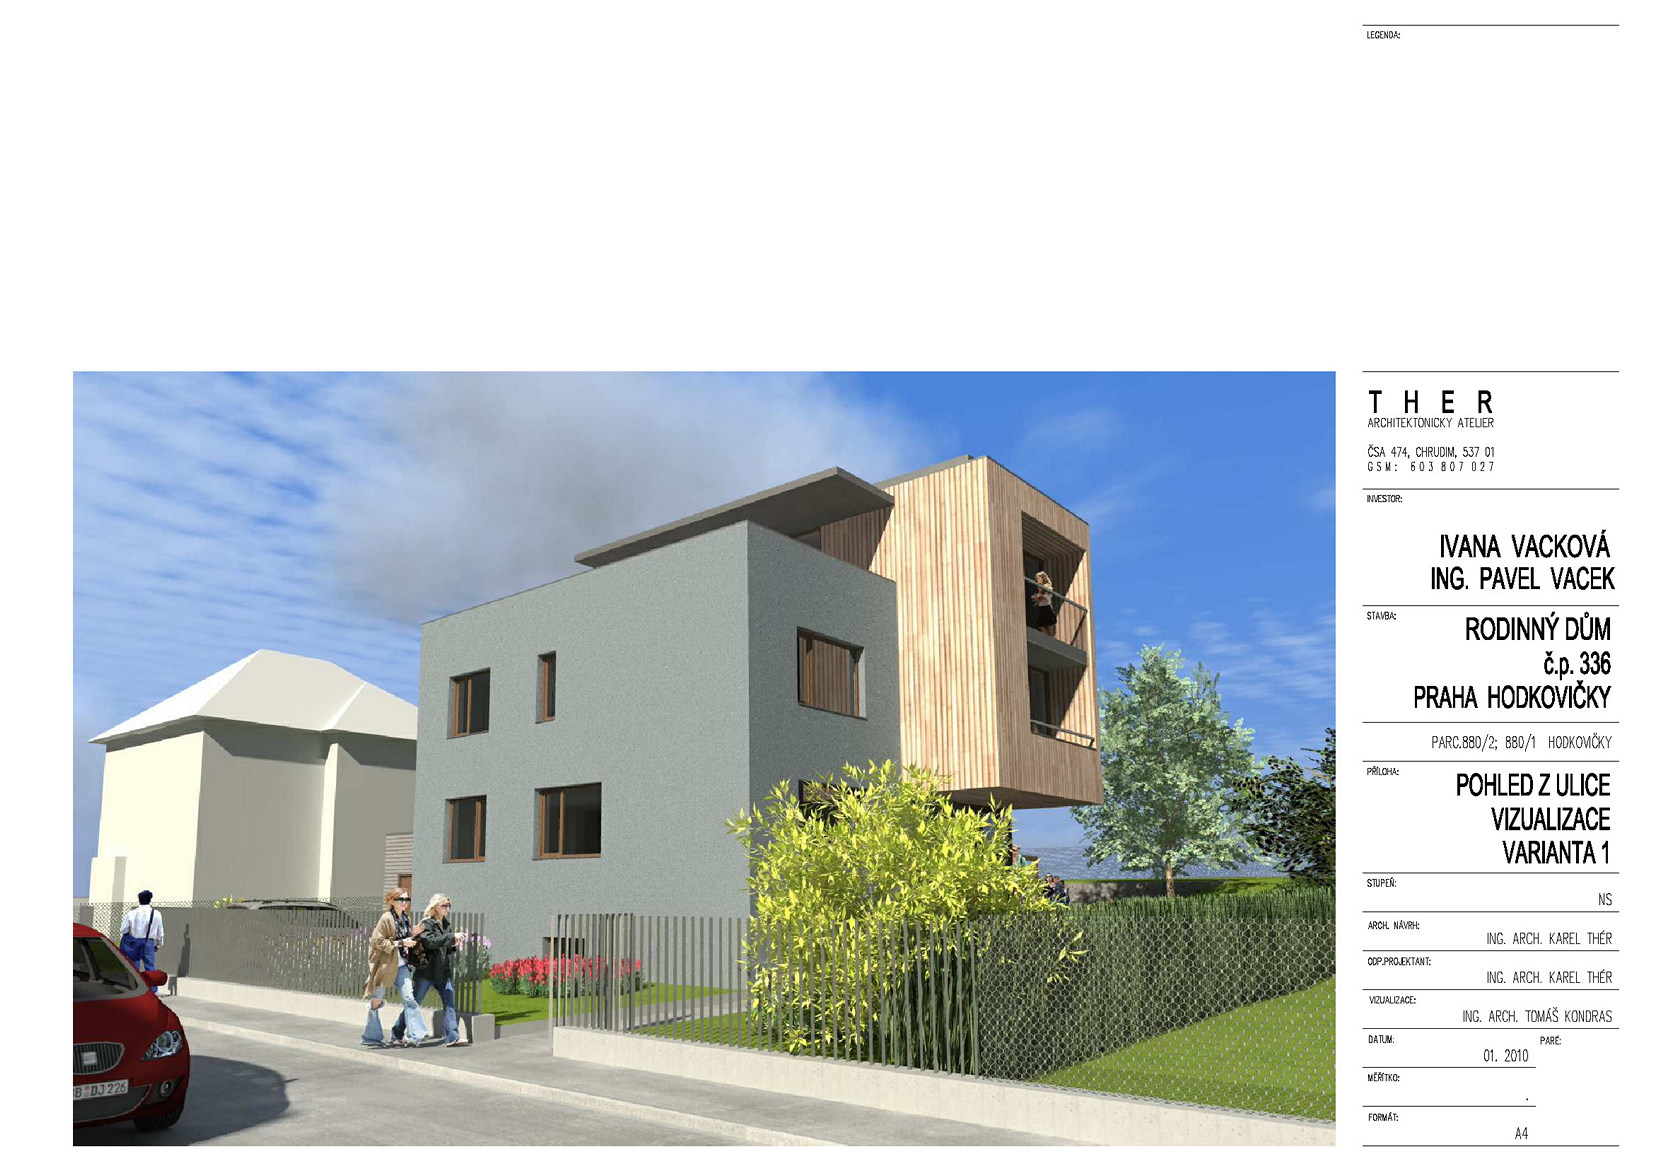 LEGENDA:
T H E R
ARCHITEKTONICKY ATELIER
ČSA 474, CHRUDIM, 537 01
GSM: 603 807 027
INVESTOR:
IVANA VACKOVÁ
ING. PAVEL VACEK
STAVBA:
RODINNÝ DŮM
č.p. 336
PRAHA HODKOVIČKY
PARC.880/2; 880/1 HODKOVIČKY
PŘÍLOHA:
POHLED Z ULICE
VIZUALIZACE
VARIANTA 1
STUPEŇ:
NS
ARCH. NÁVRH:
ING. ARCH. KAREL THÉR
ODP.PROJEKTANT:
ING. ARCH. KAREL THÉR
VIZUALIZACE:
ING. ARCH. TOMÁŠ KONDRAS
DATUM:
PARÉ:
01. 2010
MĚŘÍTKO:
.
FORMÁT:
A4
DJ 226